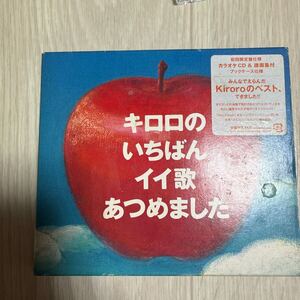 キロロの
いちばん
イイ歌
あつめました
初回限定盤仕様
カラオケCD & 譜面集付
ブックケース仕様
みんなでえらんだ
Kiroroのベスト、
できました!!